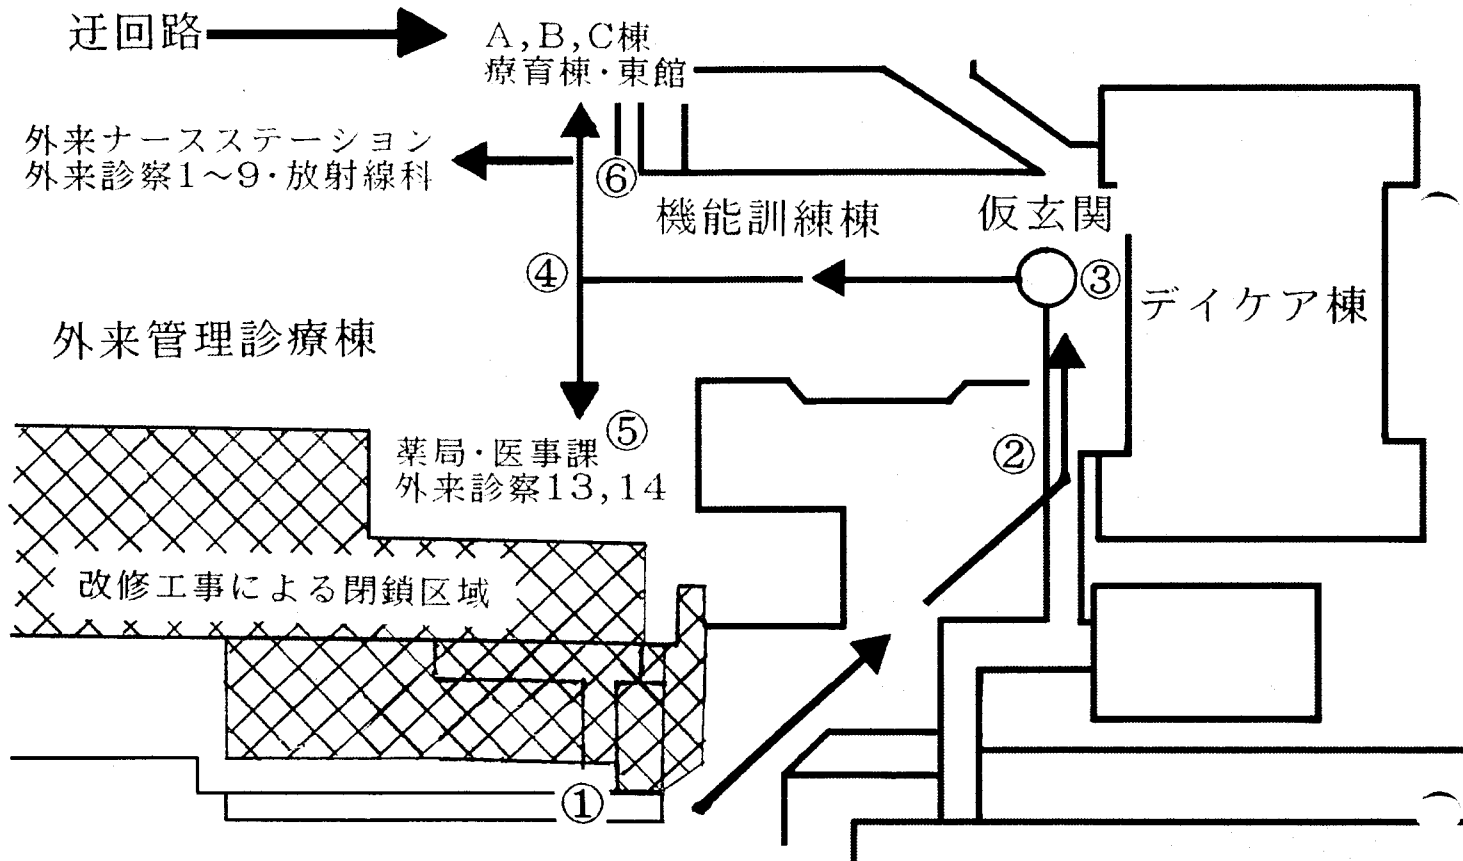 迂回路
A,B,C棟
療育棟・東館
外来ナースステーション
外来診察1～9・放射線科
⑥
機能訓練棟
仮玄関
④
③
デイケア棟
外来管理診療棟
⑤
薬局・医事課
外来診察13,14
②
改修工事による閉鎖区域
①